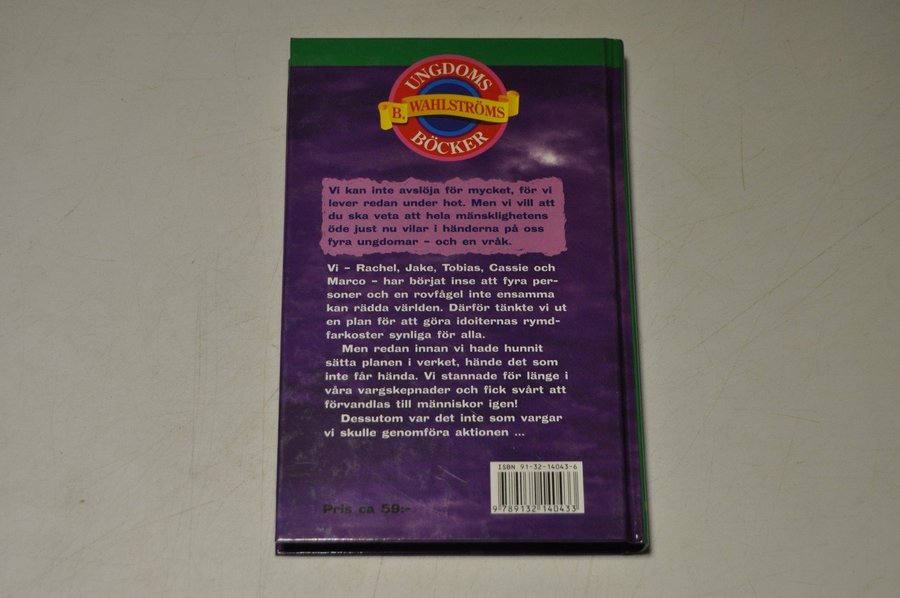 UNGDOMS
B. WAHLSTRÖMS
BÖCKER
Vi kan inte avslöja för mycket, för vi
lever redan under hot. Men vi vill att
du ska veta att hela mänsklighetens
öde just nu vilar i händerna på oss
fyra ungdomar – och en vråk.
Vi – Rachel, Jake, Tobias, Cassie och
Marco – har börjat inse att fyra per-
soner och en rovfågel inte ensamma
kan rädda världen. Därför tänkte vi ut
en plan för att göra idoiternas rymd-
farkoster synliga för alla.
Men redan innan vi hade hunnit
sätta planen i verket, hände det som
inte får hända. Vi stannade för länge i
våra vargskepnader och fick svårt att
förvandlas till människor igen!
Dessutom var det inte som vargar
vi skulle genomföra aktionen ...
ISBN 91-32-14043-6
9 789132 140433
Pris ca 59:-